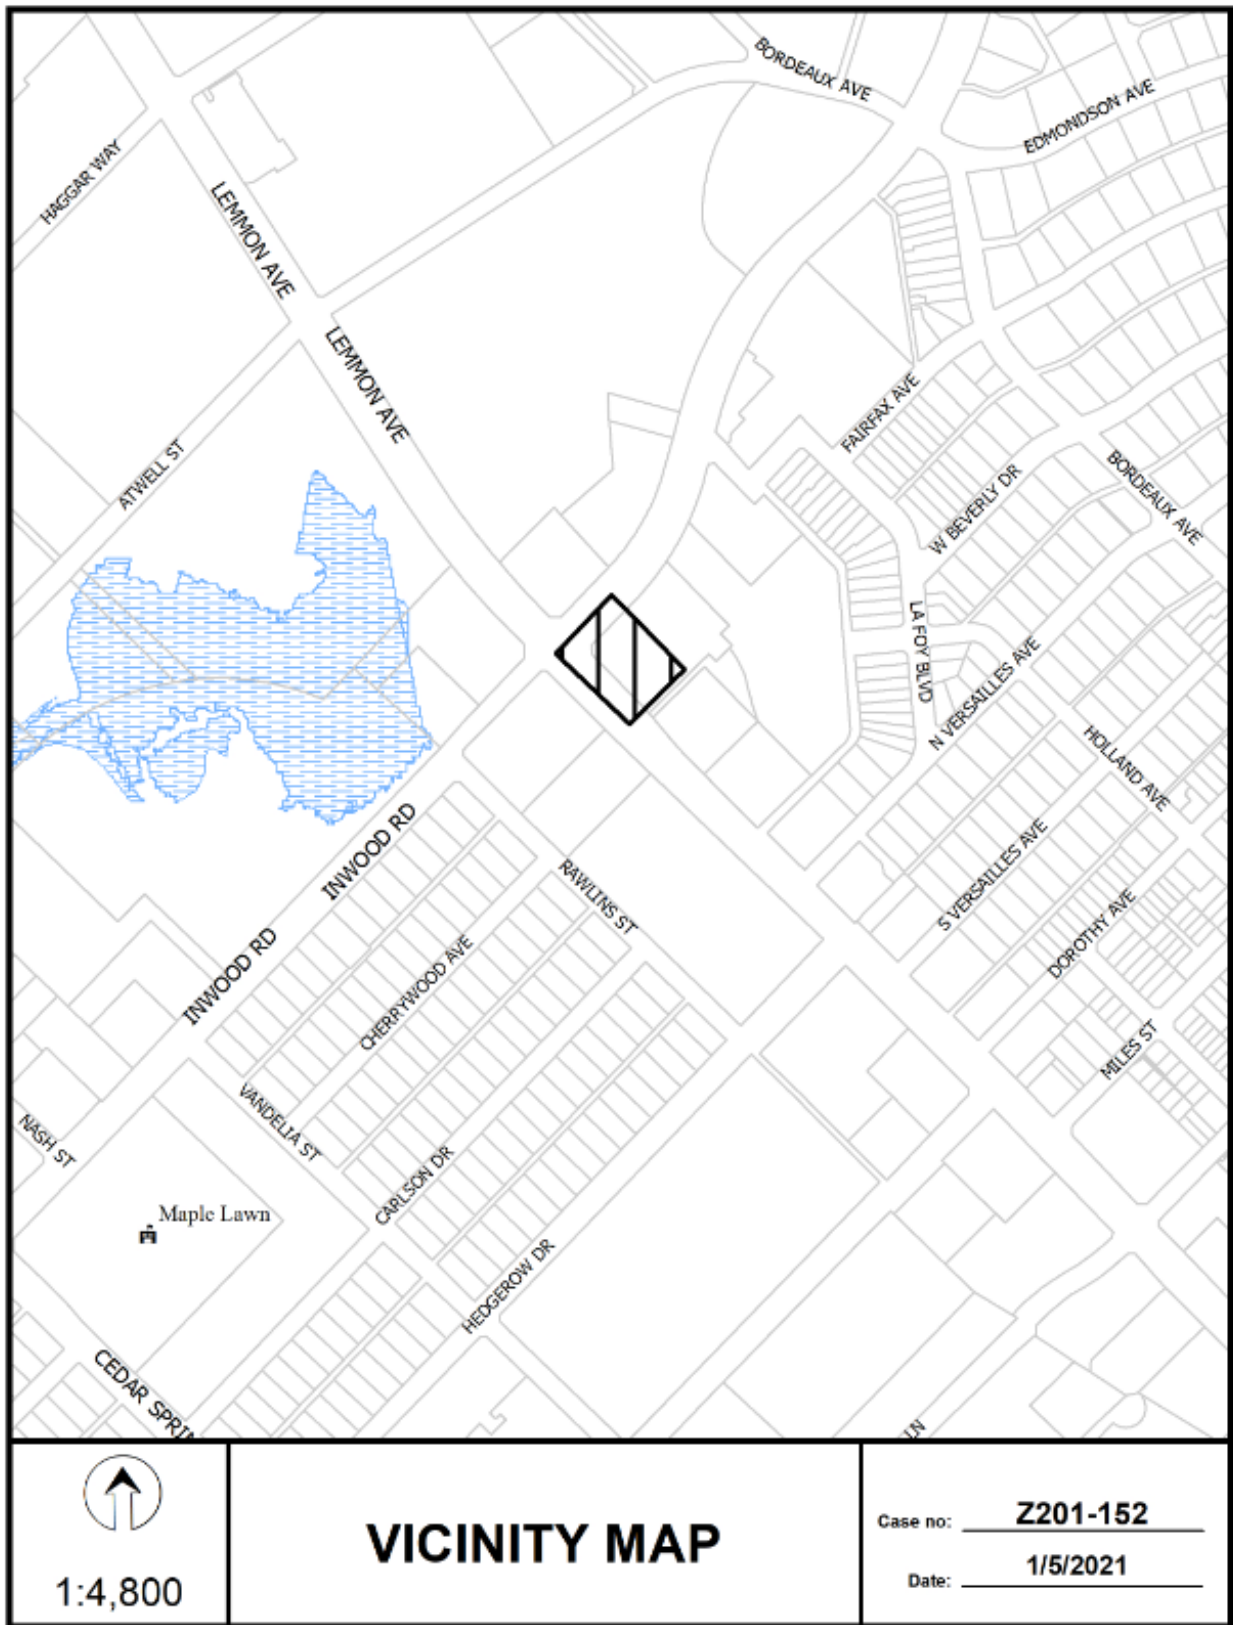 BORDEAUX AVE
EDMONDSON AVE
HAGGAR WAY
LEMMON AVE
LEMMON AVE
FAIRFAX AVE
ATWELL ST
W BEVERLY DR
BORDEAUX AVE
LA FOY BLVD
N VERSAILLES AVE
HOLLAND AVE
INWOOD RD
S VERSAILLES AVE
RAWLINS ST
DOROTHY AVE
INWOOD RD
CHERRYWOOD AVE
MILES ST
VANDELIA ST
NASH ST
CARLSON DR
Maple Lawn
HEDGEROW DR
CEDAR SPRIN
LN
1:4,800
VICINITY MAP
Case no: Z201-152
Date: 1/5/2021